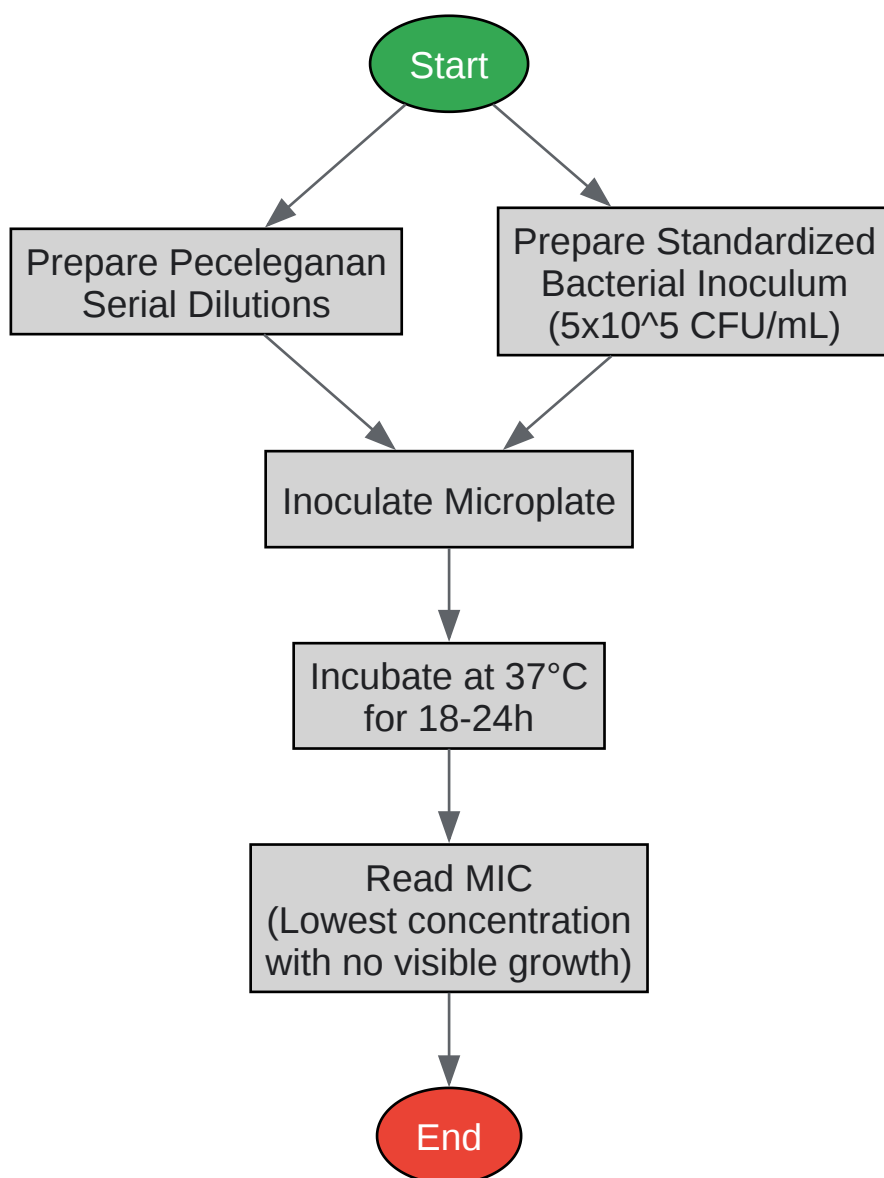 Start
Prepare Peceleganan
Serial Dilutions
Prepare Standardized
Bacterial Inoculum
(5x10^5 CFU/mL)
Inoculate Microplate
Incubate at 37°C
for 18-24h
Read MIC
(Lowest concentration
with no visible growth)
End